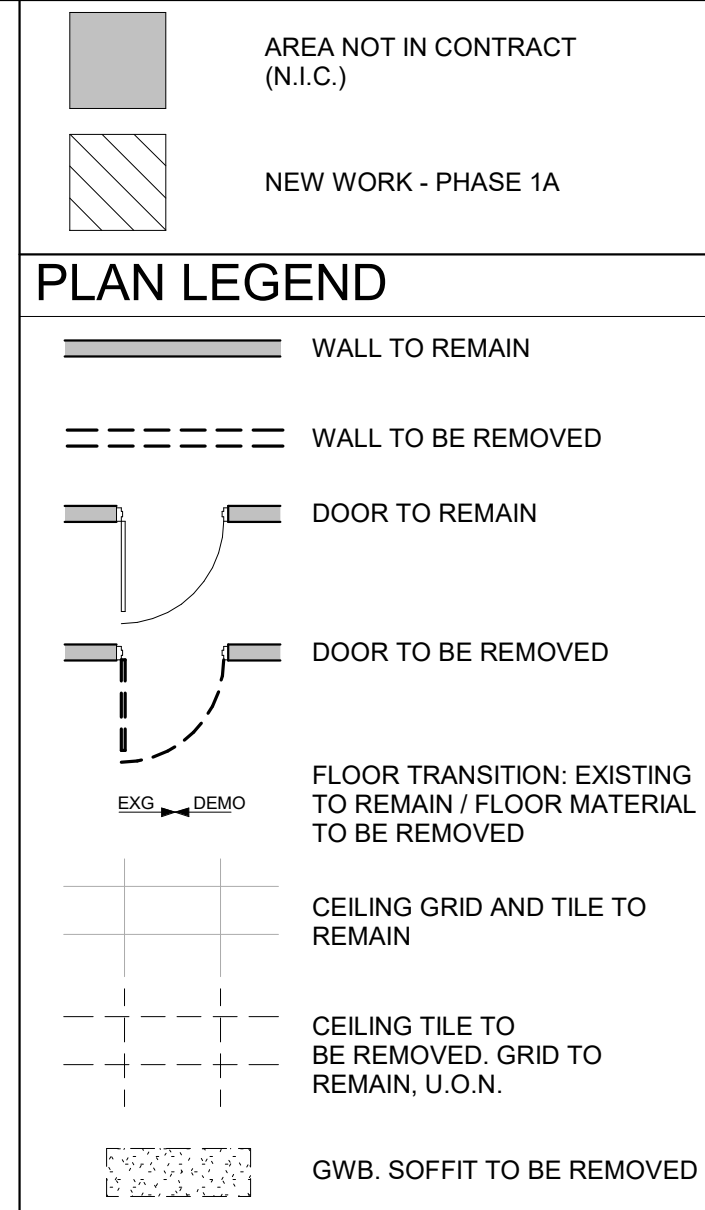 AREA NOT IN CONTRACT
(N.I.C.)
NEW WORK - PHASE 1A
PLAN LEGEND
WALL TO REMAIN
WALL TO BE REMOVED
DOOR TO REMAIN
DOOR TO BE REMOVED
EXG DEMO
FLOOR TRANSITION: EXISTING
TO REMAIN / FLOOR MATERIAL
TO BE REMOVED
CEILING GRID AND TILE TO
REMAIN
CEILING TILE TO
BE REMOVED. GRID TO
REMAIN, U.O.N.
GWB. SOFFIT TO BE REMOVED